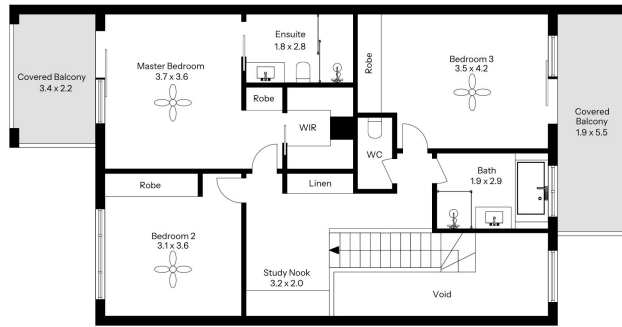 Ensuite
1.8 x 2.8
Master Bedroom
3.7 x 3.6
Covered Balcony
3.4 x 2.2
Robe
Bedroom 3
3.5 x 4.2
Robe
WIR
Covered
Balcony
1.9 x 5.5
WC
Bath
1.9 x 2.9
Robe
Linen
Bedroom 2
3.1 x 3.6
Study Nook
3.2 x 2.0
Void